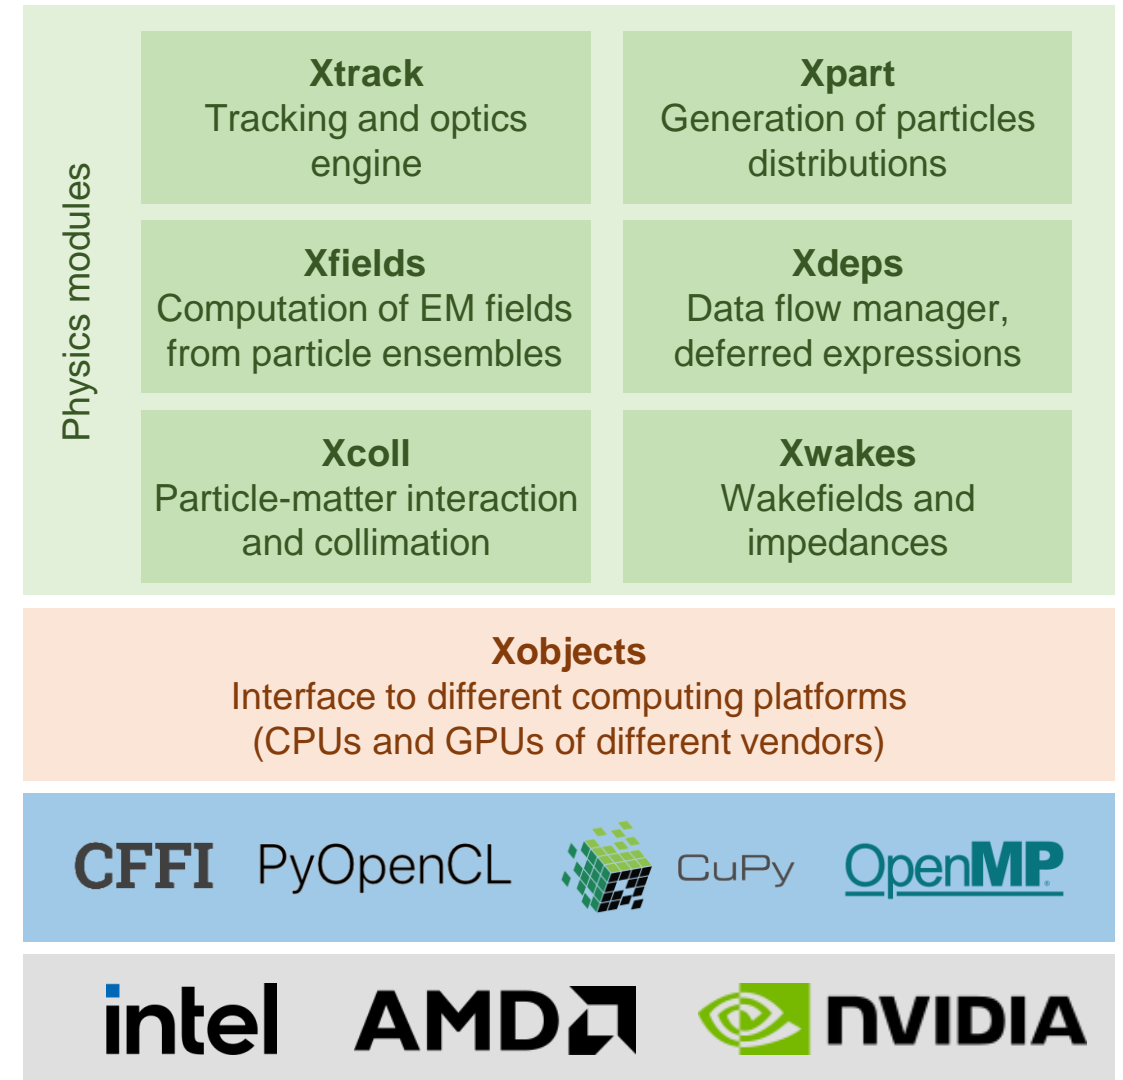 Physics modules
Xtrack
Tracking and optics
engine
Xpart
Generation of particles
distributions
Xfields
Computation of EM fields
from particle ensembles
Xdeps
Data flow manager,
deferred expressions
Xcoll
Particle-matter interaction
and collimation
Xwakes
Wakefields and
impedances
Xobjects
Interface to different computing platforms
(CPUs and GPUs of different vendors)
CFFI PyOpenCL CuPy OpenMP
intel AMD NVIDIA